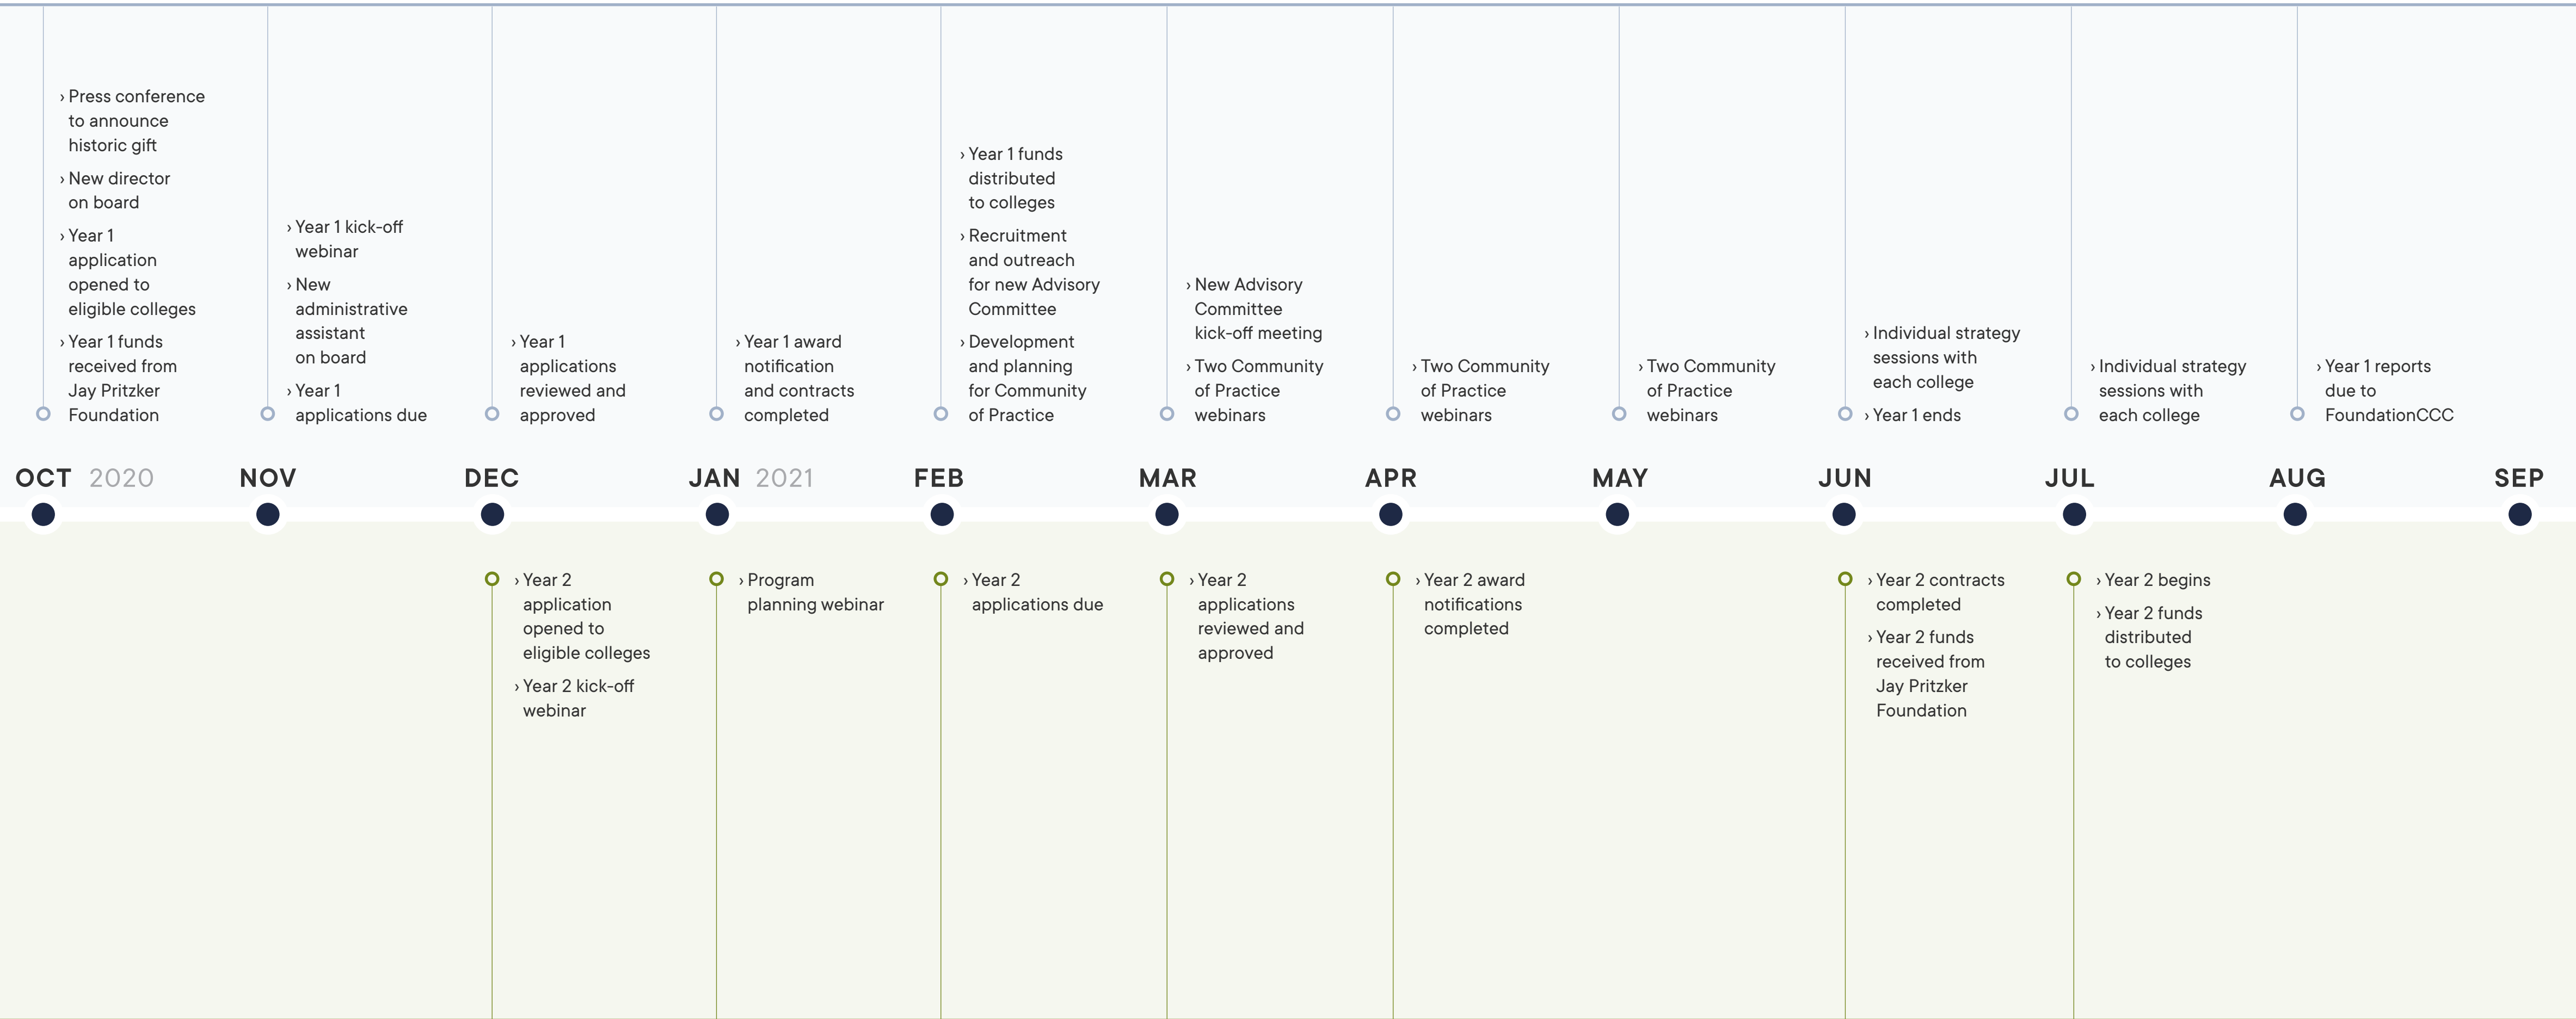 › Press conference
to announce
historic gift
› New director
on board
› Year 1
application
opened to
eligible colleges
› Year 1 funds
received from
Jay Pritzker
Foundation
› Year 1 kick-off
webinar
› New
administrative
assistant
on board
› Year 1
applications due
› Year 1
applications
reviewed and
approved
› Year 1 award
notification
and contracts
completed
› Year 1 funds
distributed
to colleges
› Recruitment
and outreach
for new Advisory
Committee
› Development
and planning
for Community
of Practice
› New Advisory
Committee
kick-off meeting
› Two Community
of Practice
webinars
› Two Community
of Practice
webinars
› Two Community
of Practice
webinars
› Individual strategy
sessions with
each college
› Year 1 ends
› Individual strategy
sessions with
each college
› Year 1 reports
due to
FoundationCCC
OCT 2020
NOV
DEC
JAN 2021
FEB
MAR
APR
MAY
JUN
JUL
AUG
SEP
› Year 2
application
opened to
eligible colleges
› Year 2 kick-off
webinar
› Program
planning webinar
› Year 2
applications due
› Year 2
applications
reviewed and
approved
› Year 2 award
notifications
completed
› Year 2 contracts
completed
› Year 2 funds
received from
Jay Pritzker
Foundation
› Year 2 begins
› Year 2 funds
distributed
to colleges